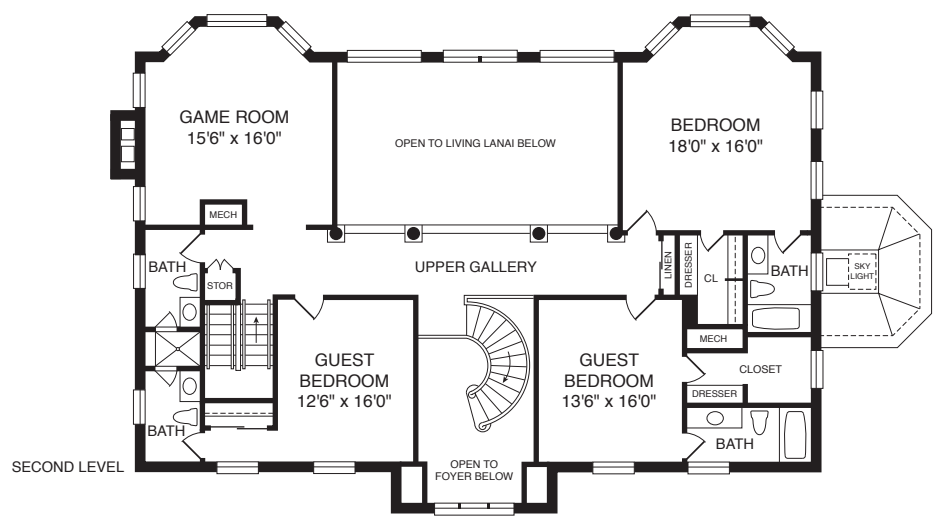 GAME ROOM
15'6" x 16'0"
OPEN TO LIVING LANAI BELOW
BEDROOM
18'0" x 16'0"
MECH
BATH
STOR
UPPER GALLERY
LINEN
DRESSER
CL
BATH
SKY
LIGHT
GUEST
BEDROOM
12'6" x 16'0"
GUEST
BEDROOM
13'6" x 16'0"
MECH
CLOSET
DRESSER
BATH
BATH
OPEN TO
FOYER BELOW
SECOND LEVEL